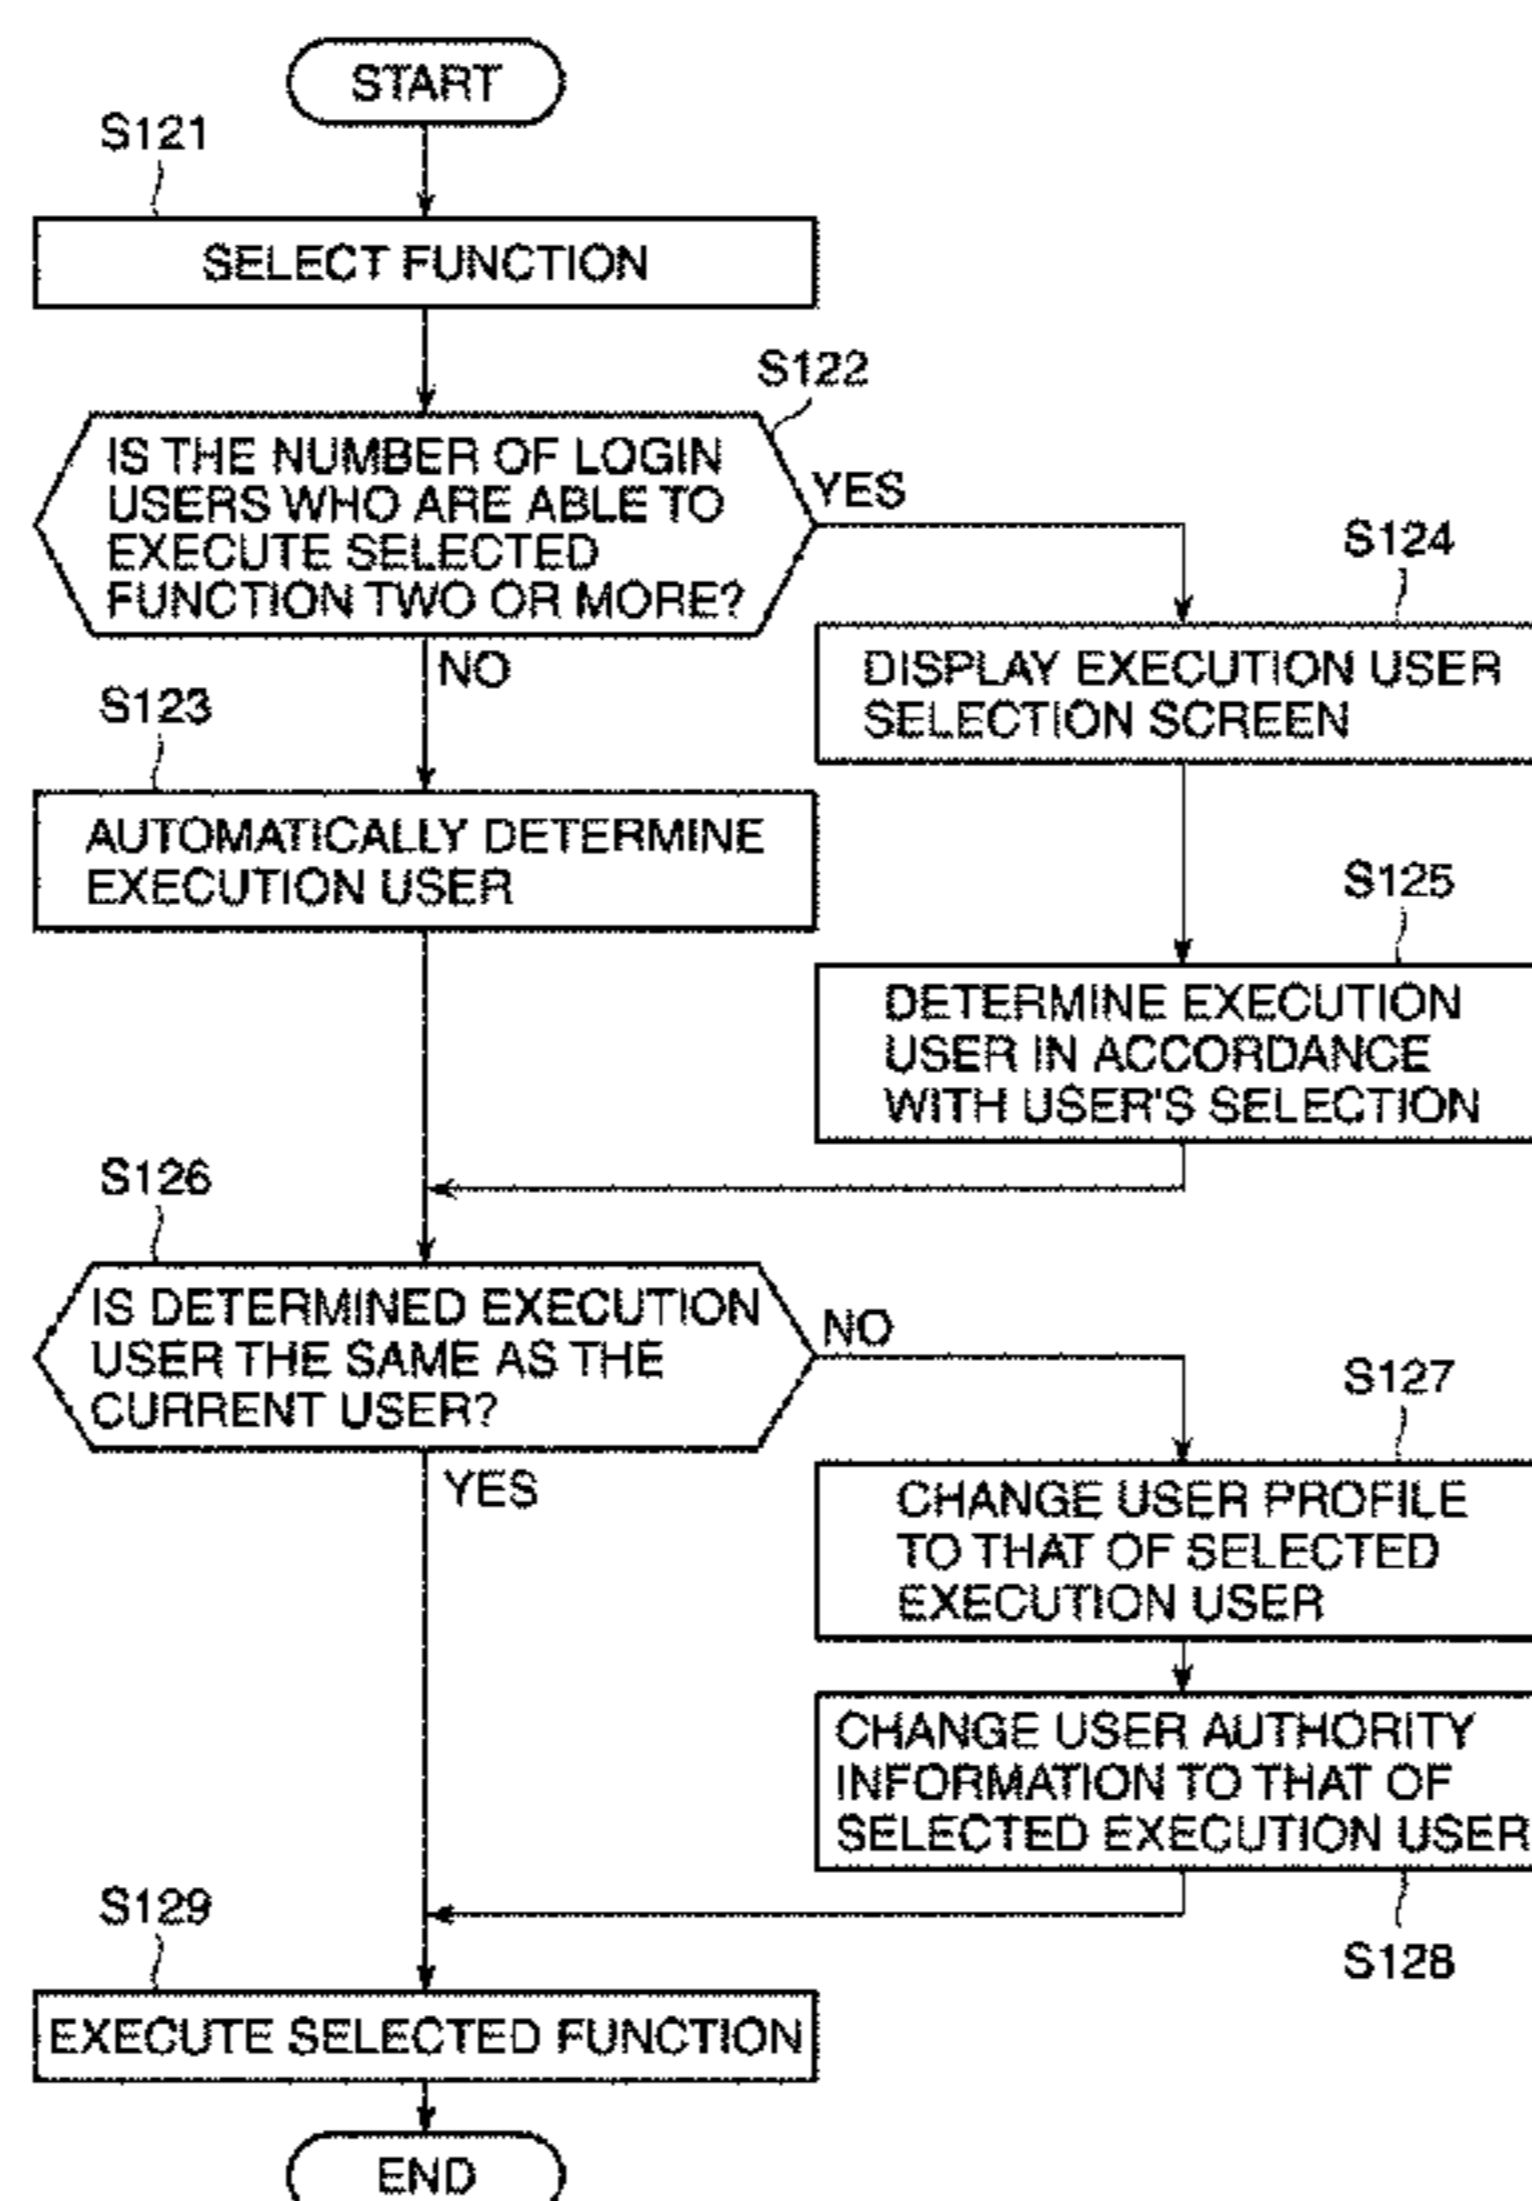 START
S121
SELECT FUNCTION
S122
IS THE NUMBER OF LOGIN
USERS WHO ARE ABLE TO
EXECUTE SELECTED
FUNCTION TWO OR MORE?
YES
NO
S124
DISPLAY EXECUTION USER
SELECTION SCREEN
S123
AUTOMATICALLY DETERMINE
EXECUTION USER
S125
DETERMINE EXECUTION
USER IN ACCORDANCE
WITH USER'S SELECTION
S126
IS DETERMINED EXECUTION
USER THE SAME AS THE
CURRENT USER?
NO
YES
S127
CHANGE USER PROFILE
TO THAT OF SELECTED
EXECUTION USER
CHANGE USER AUTHORITY
INFORMATION TO THAT OF
SELECTED EXECUTION USER
S128
S129
EXECUTE SELECTED FUNCTION
END